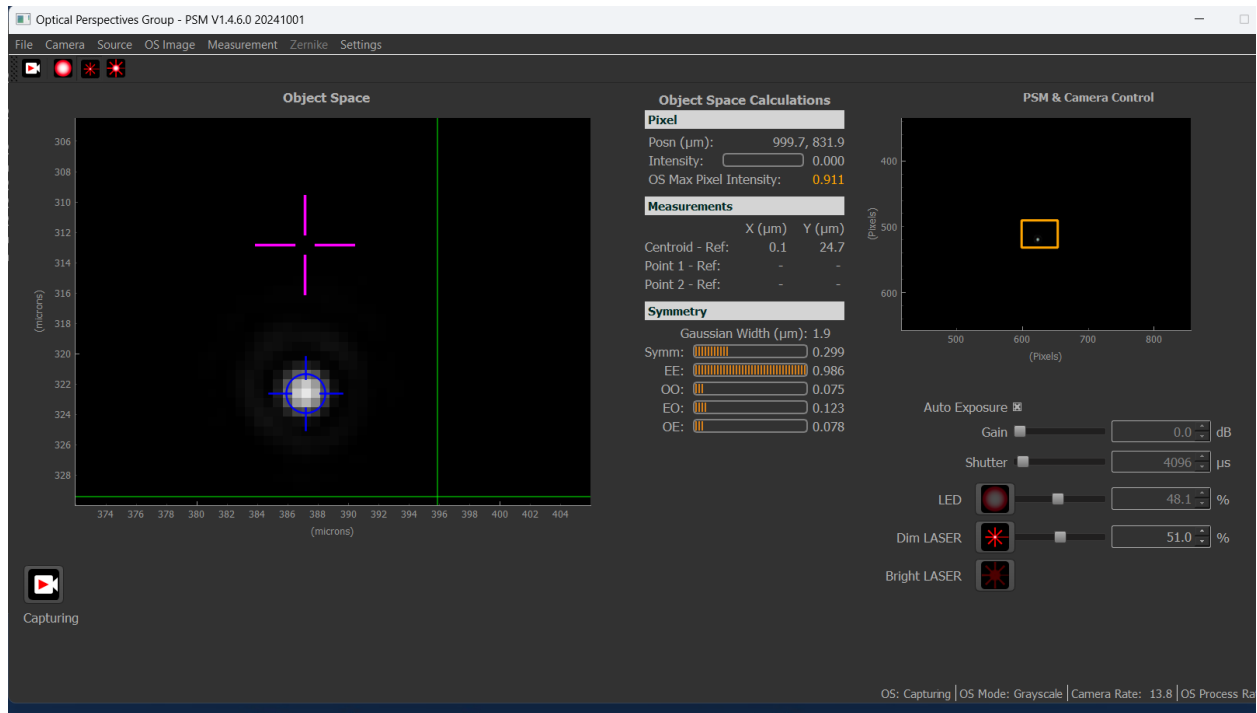 Optical Perspectives Group - PSM V1.4.6.0 20241001
File Camera Source OS Image Measurement Zernike Settings
Object Space
306
308
310
312
314
316
318
320
322
324
326
328
(microns)
374 376 378 380 382 384 386 388 390 392 394 396 398 400 402 404
(microns)
Capturing
Object Space Calculations
Pixel
Posn (µm): 999.7, 831.9
Intensity: 0.000
OS Max Pixel Intensity: 0.911
Measurements
X (µm) Y (µm)
Centroid - Ref: 0.1 24.7
Point 1 - Ref: - -
Point 2 - Ref: - -
Symmetry
Gaussian Width (µm): 1.9
Symm: 0.299
EE: 0.986
OO: 0.075
EO: 0.123
OE: 0.078
PSM & Camera Control
400
500
600
(Pixels)
500 600 700 800
(Pixels)
Auto Exposure
Gain 0.0 dB
Shutter 4096 µs
LED 48.1 %
Dim LASER 51.0 %
Bright LASER
OS: Capturing OS Mode: Grayscale Camera Rate: 13.8 OS Process Ra